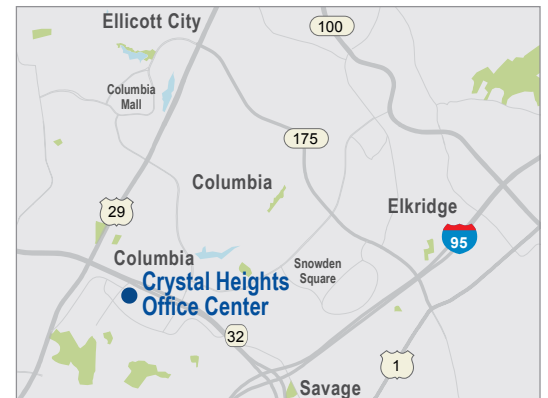 Ellicott City
100
Columbia
Mall
175
Columbia
Elkridge
29
95
Columbia
Snowden
Square
Crystal Heights
Office Center
32
1
Savage